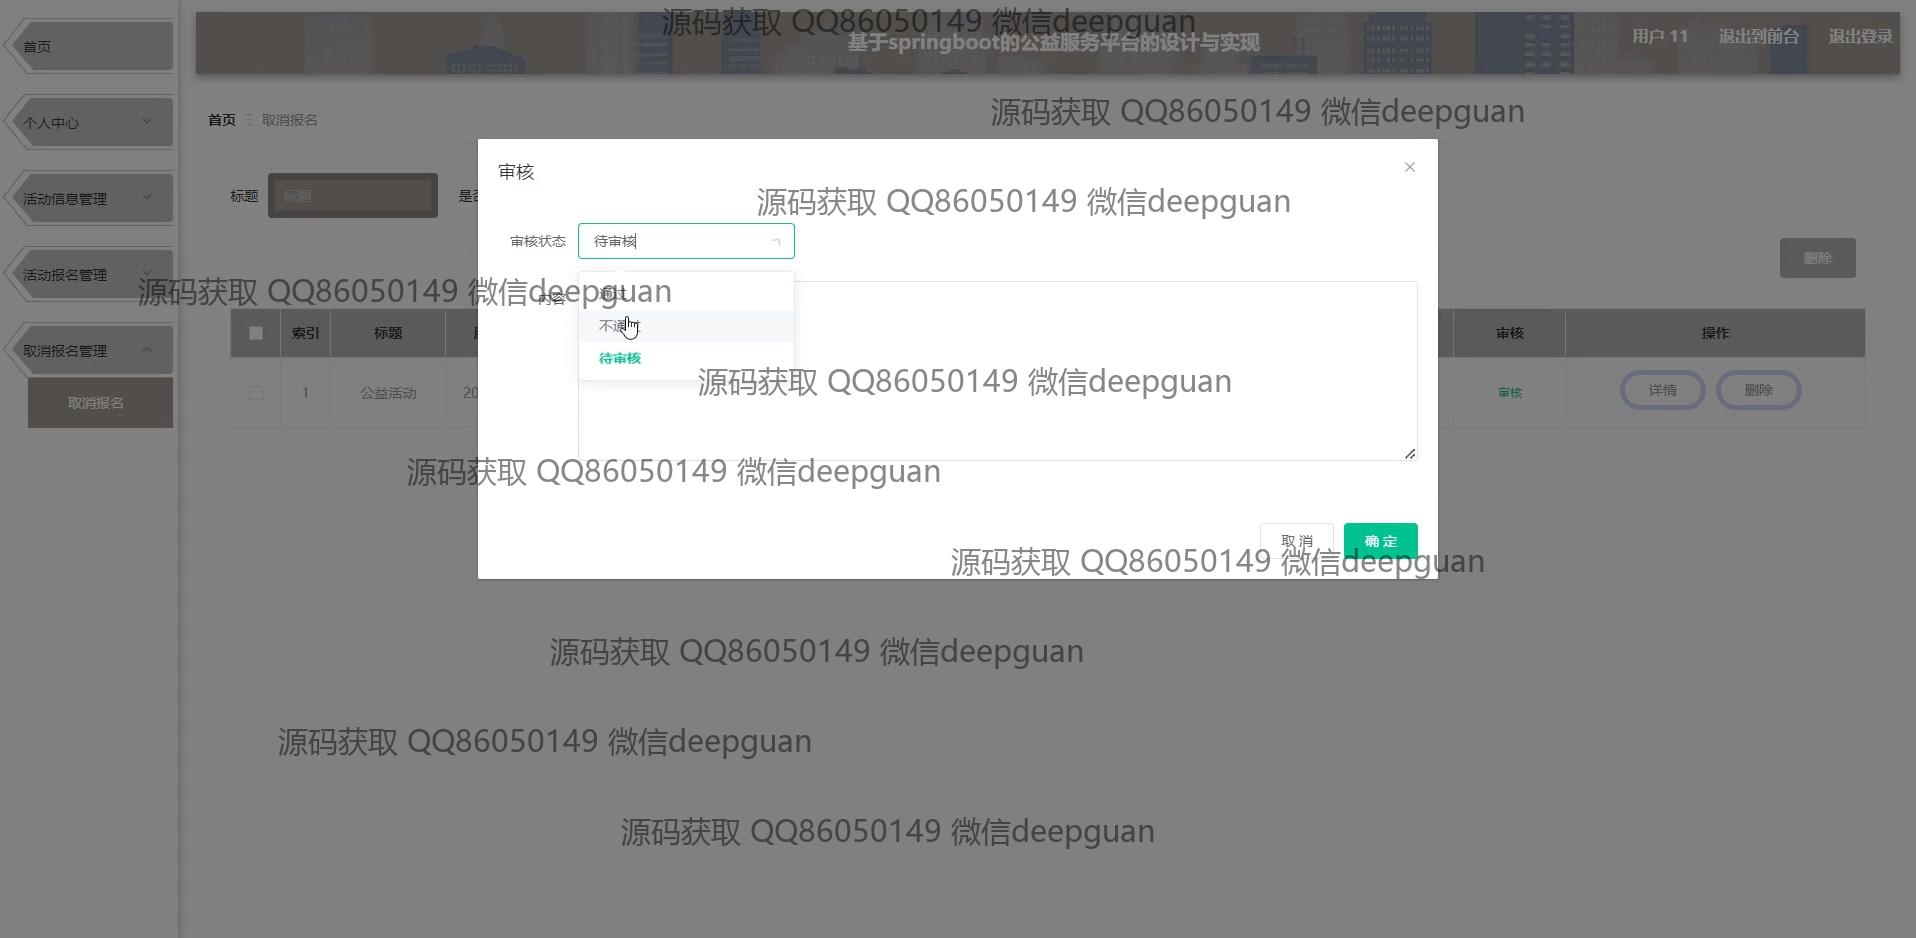 首页
源码获取 QQ86050149 微信deepguan
基于springboot的公益服务平台的设计与实现
用户 11
退出到前台
退出登录
个人中心
首页
取消报名
源码获取 QQ86050149 微信deepguan
审核
活动信息管理
标题
标题
源码获取 QQ86050149 微信deepguan
审核状态
待审核
删除
活动报名管理
源码获取 QQ86050149 微信deepguan
内容
通过
不通过
待审核
索引
标题
审核
操作
取消报名管理
源码获取 QQ86050149 微信deepguan
1
公益活动
20
审核
详情
删除
取消报名
源码获取 QQ86050149 微信deepguan
取消
确定
源码获取 QQ86050149 微信deepguan
源码获取 QQ86050149 微信deepguan
源码获取 QQ86050149 微信deepguan
源码获取 QQ86050149 微信deepguan